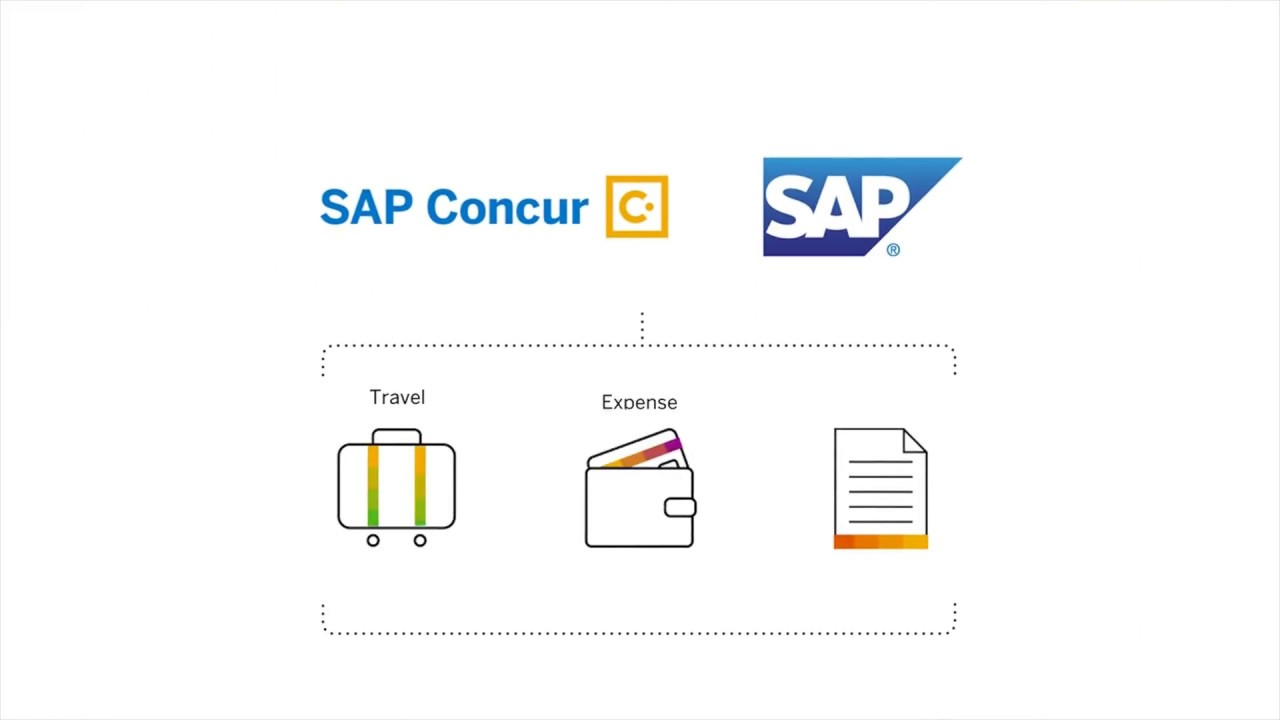 SAP Concur C
SAP
®
Travel
Expense